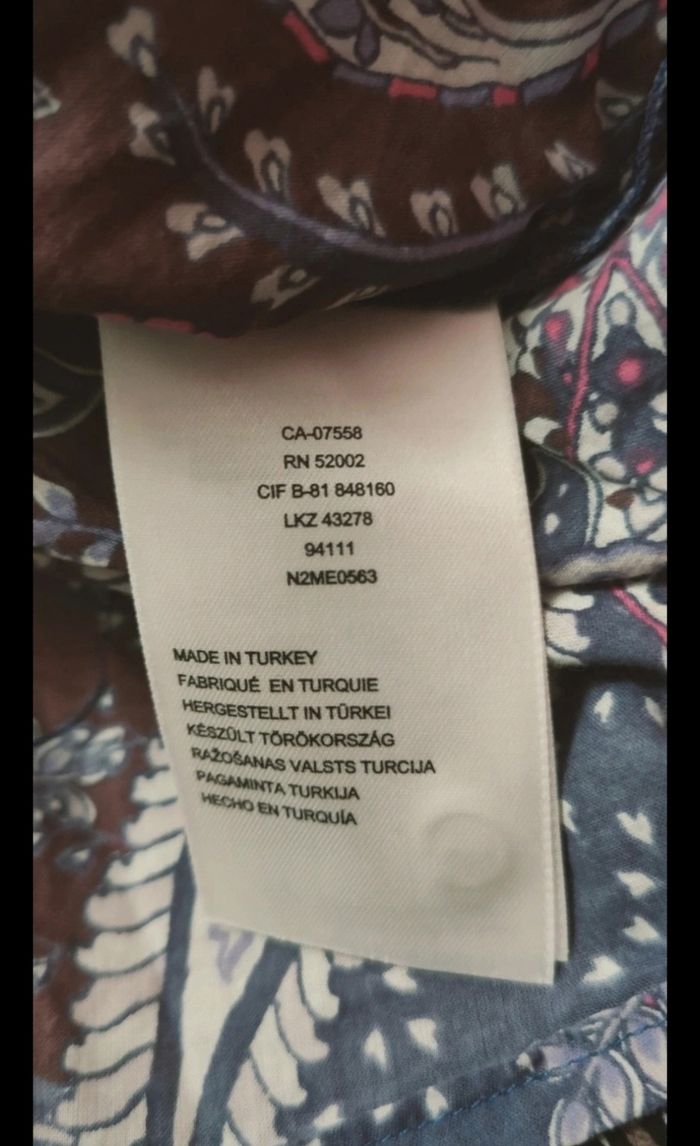 CA-07558
RN 52002
CIF B-81 848160
LKZ 43278
94111
N2ME0563
MADE IN TURKEY
FABRIQUÉ EN TURQUIE
HERGESTELLT IN TÜRKEI
KÉSZÜLT TÖRÖKORSZÁG
RAŽOŠANAS VALSTS TURCIJA
PAGAMINTA TURKIJA
HECHO EN TURQUÍA